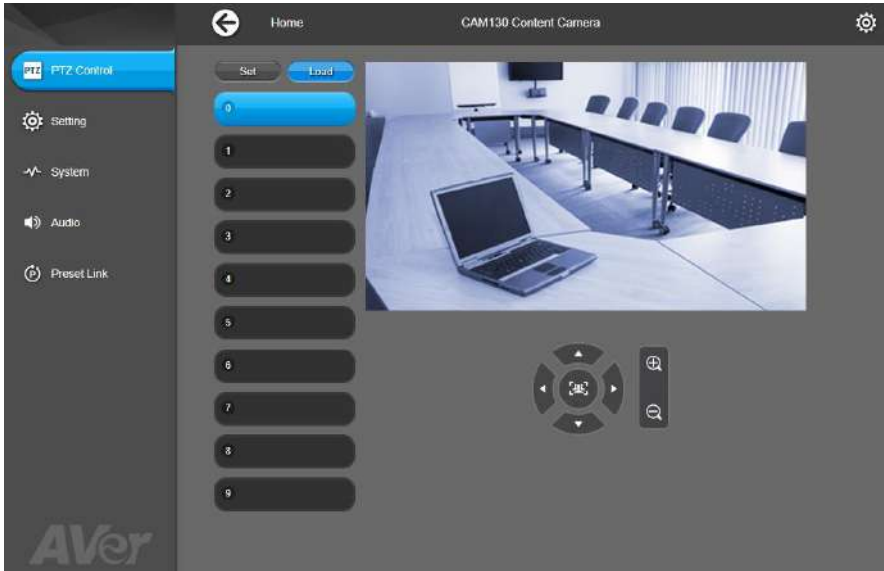 Home
CAM130 Content Camera
PTZ PTZ Control
Setting
System
Audio
P Preset Link
Set Load
0
1
2
3
4
5
6
7
8
9
AVer